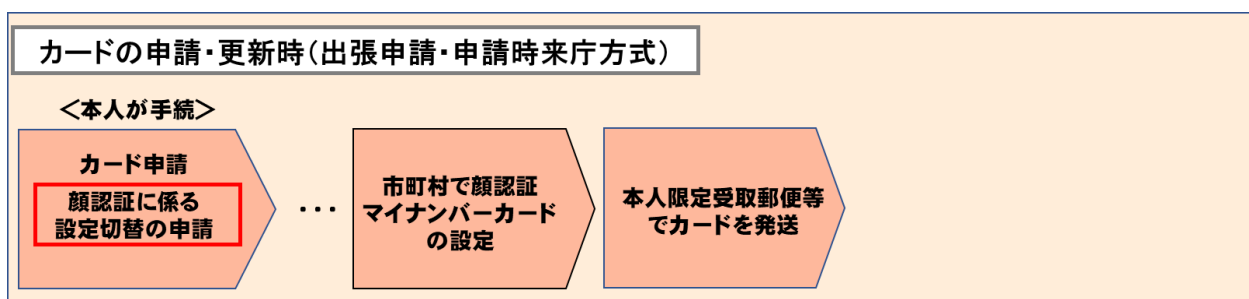 カードの申請・更新時(出張申請・申請時来庁方式)
＜本人が手続＞
カード申請
顔認証に係る
設定切替の申請
・・・
市町村で顔認証
マイナンバーカード
の設定
本人限定受取郵便等
でカードを発送